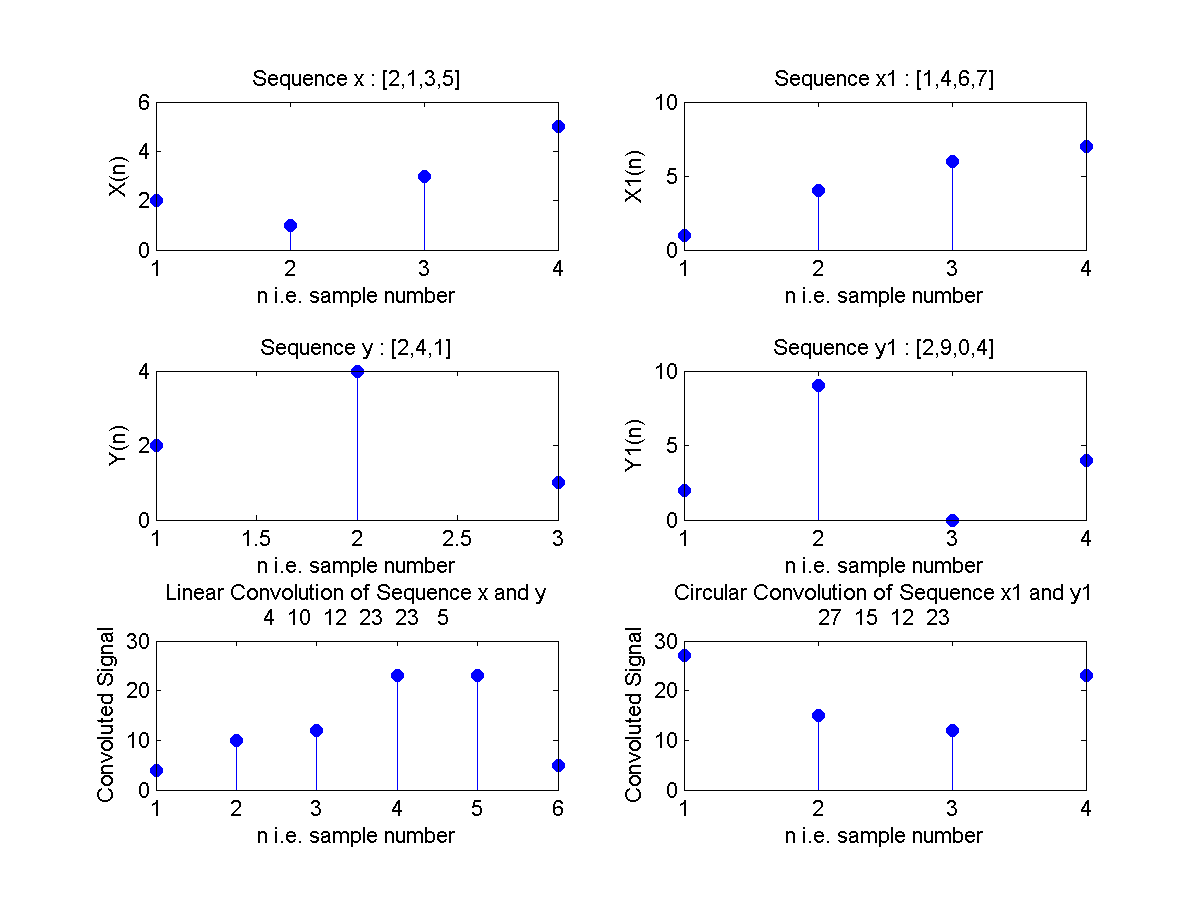 Sequence x : [2,1,3,5]
6
4
2
0
X(n)
1 2 3 4
n i.e. sample number
Sequence x1 : [1,4,6,7]
10
5
0
X1(n)
1 2 3 4
n i.e. sample number
Sequence y : [2,4,1]
4
2
0
Y(n)
1 1.5 2 2.5 3
n i.e. sample number
Sequence y1 : [2,9,0,4]
10
5
0
Y1(n)
1 2 3 4
n i.e. sample number
Linear Convolution of Sequence x and y
4 10 12 23 23 5
30
20
10
0
Convoluted Signal
1 2 3 4 5 6
n i.e. sample number
Circular Convolution of Sequence x1 and y1
27 15 12 23
30
20
10
0
Convoluted Signal
1 2 3 4
n i.e. sample number